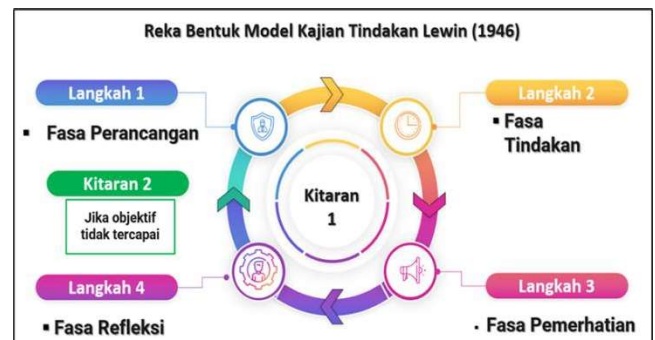 Reka Bentuk Model Kajian Tindakan Lewin (1946)
Langkah 1
▪ Fasa Perancangan
Langkah 2
▪ Fasa
Tindakan
Kitaran 2
Jika objektif
tidak tercapai
Kitaran
1
Langkah 4
▪ Fasa Refleksi
Langkah 3
▪ Fasa Pemerhatian